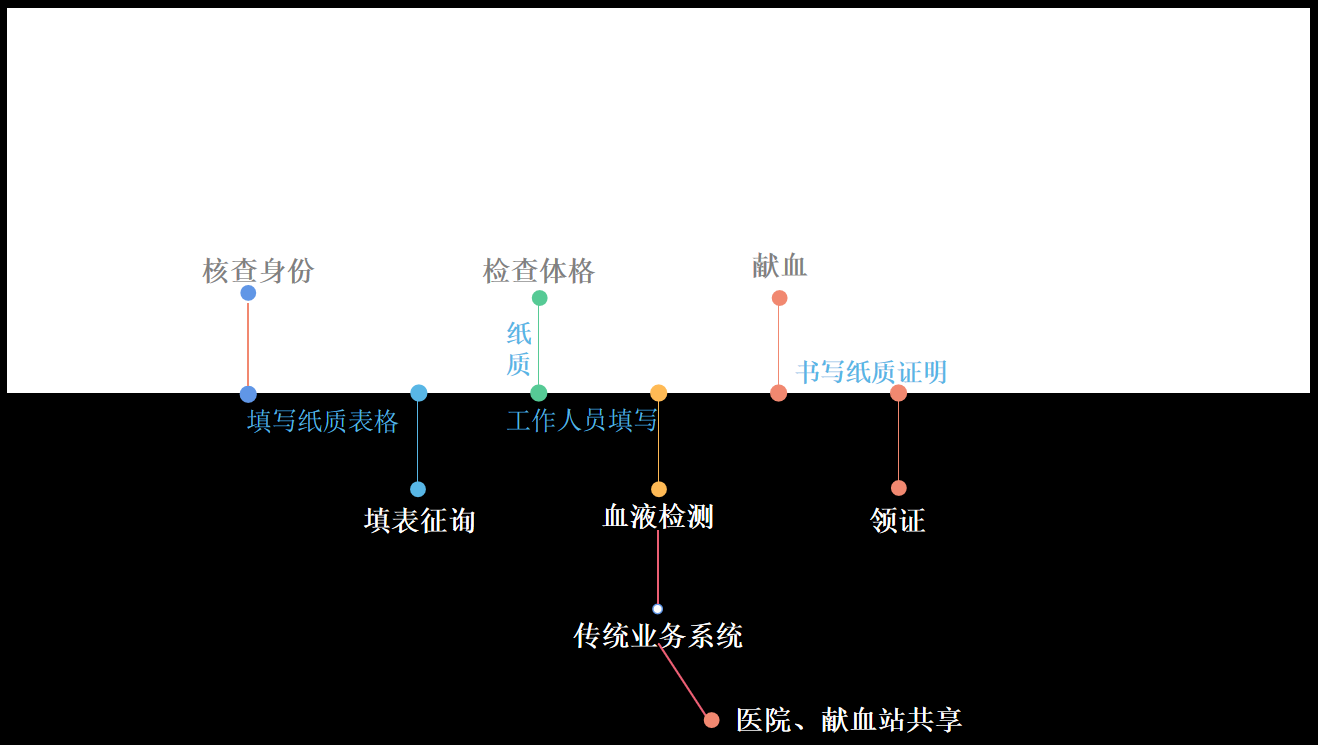 核查身份
检查体格
献血
纸
质
书写纸质证明
填写纸质表格
工作人员填写
填表征询
血液检测
领证
传统业务系统
医院、献血站共享